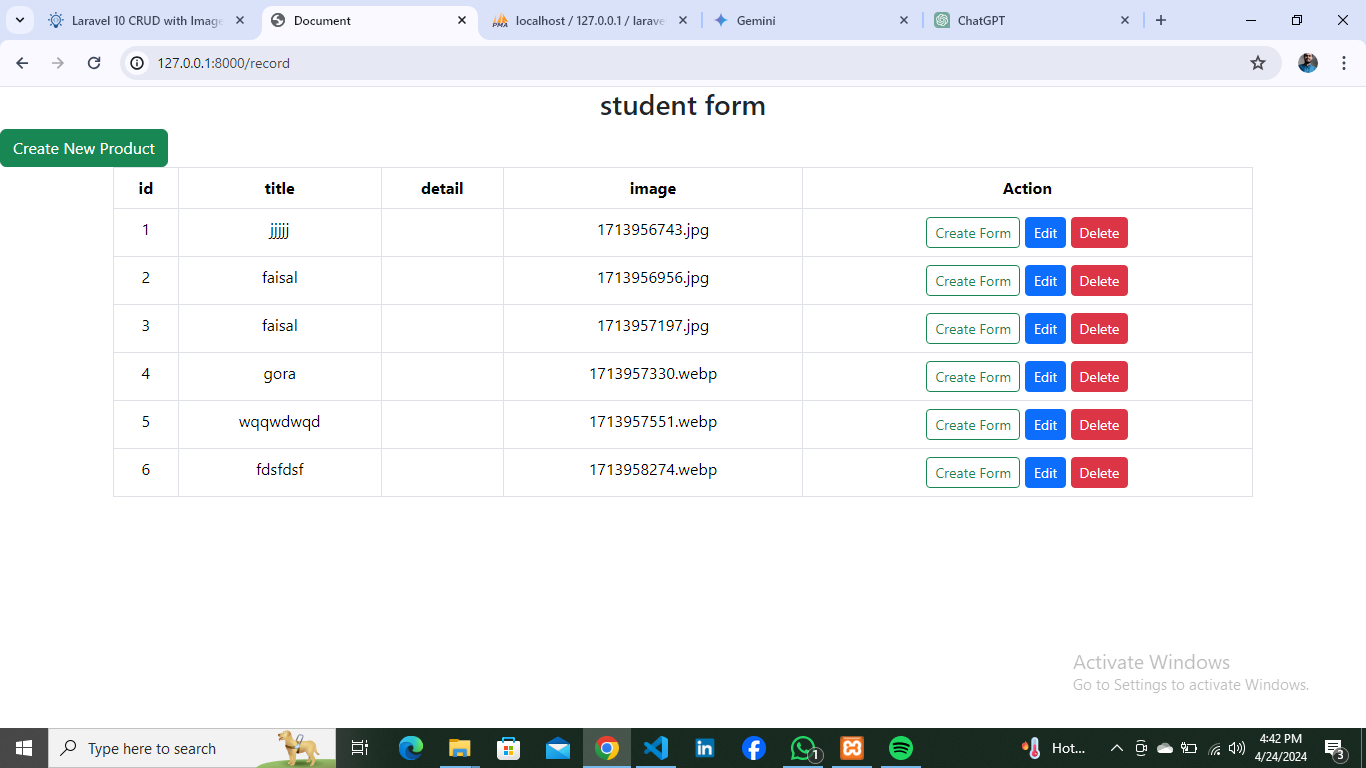 Laravel 10 CRUD with Image
Document
localhost / 127.0.0.1 / larave
Gemini
ChatGPT
127.0.0.1:8000/record
student form
Create New Product
id title detail image Action
1 jjjjj 1713956743.jpg Create Form Edit Delete
2 faisal 1713956956.jpg Create Form Edit Delete
3 faisal 1713957197.jpg Create Form Edit Delete
4 gora 1713957330.webp Create Form Edit Delete
5 wqqwdwqd 1713957551.webp Create Form Edit Delete
6 fdsfdsf 1713958274.webp Create Form Edit Delete
Activate Windows
Go to Settings to activate Windows.
Type here to search
1
Hot...
4:42 PM
4/24/2024
3